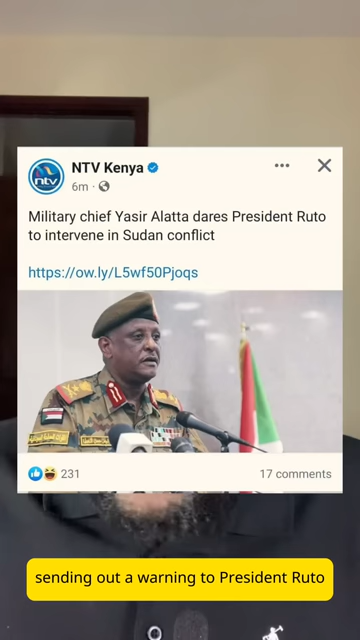 NTV Kenya
6m
Military chief Yasir Alatta dares President Ruto
to intervene in Sudan conflict
https://ow.ly/L5wf50Pjoqs
ntv
231
17 comments
sending out a warning to President Ruto